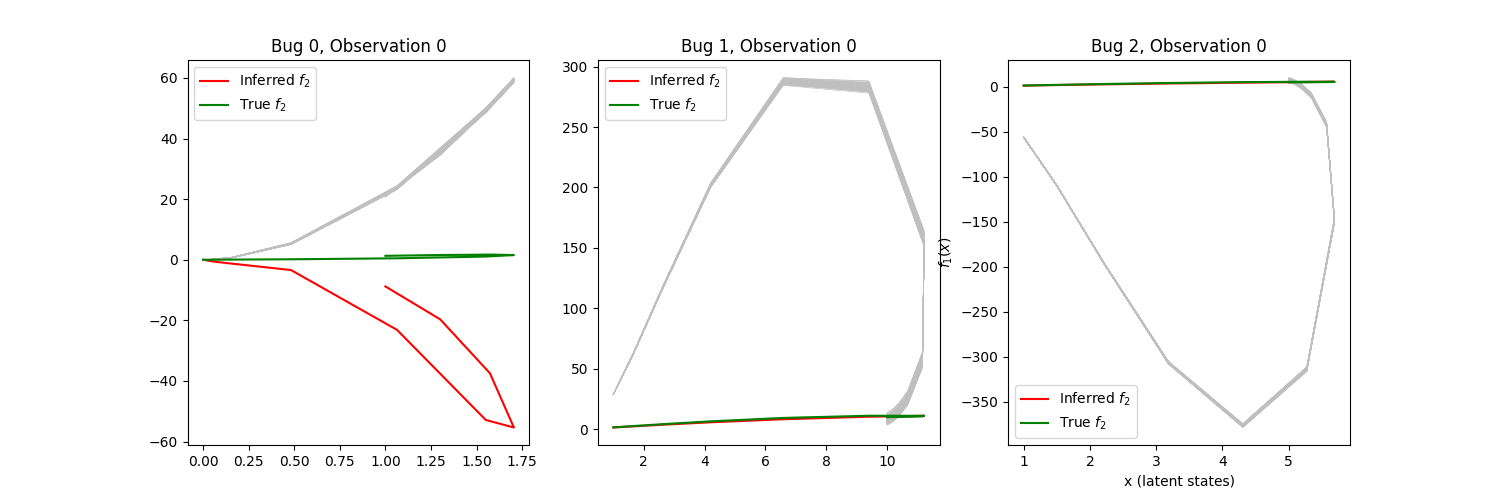 Bug 0, Observation 0
Inferred f₂
True f₂
60
40
20
0
−20
−40
−60
0.00 0.25 0.50 0.75 1.00 1.25 1.50 1.75
Bug 1, Observation 0
Inferred f₂
True f₂
300
250
200
150
100
50
0
2 4 6 8 10
Bug 2, Observation 0
f₁(x)
0
−50
−100
−150
−200
−250
−300
−350
Inferred f₂
True f₂
1 2 3 4 5
x (latent states)